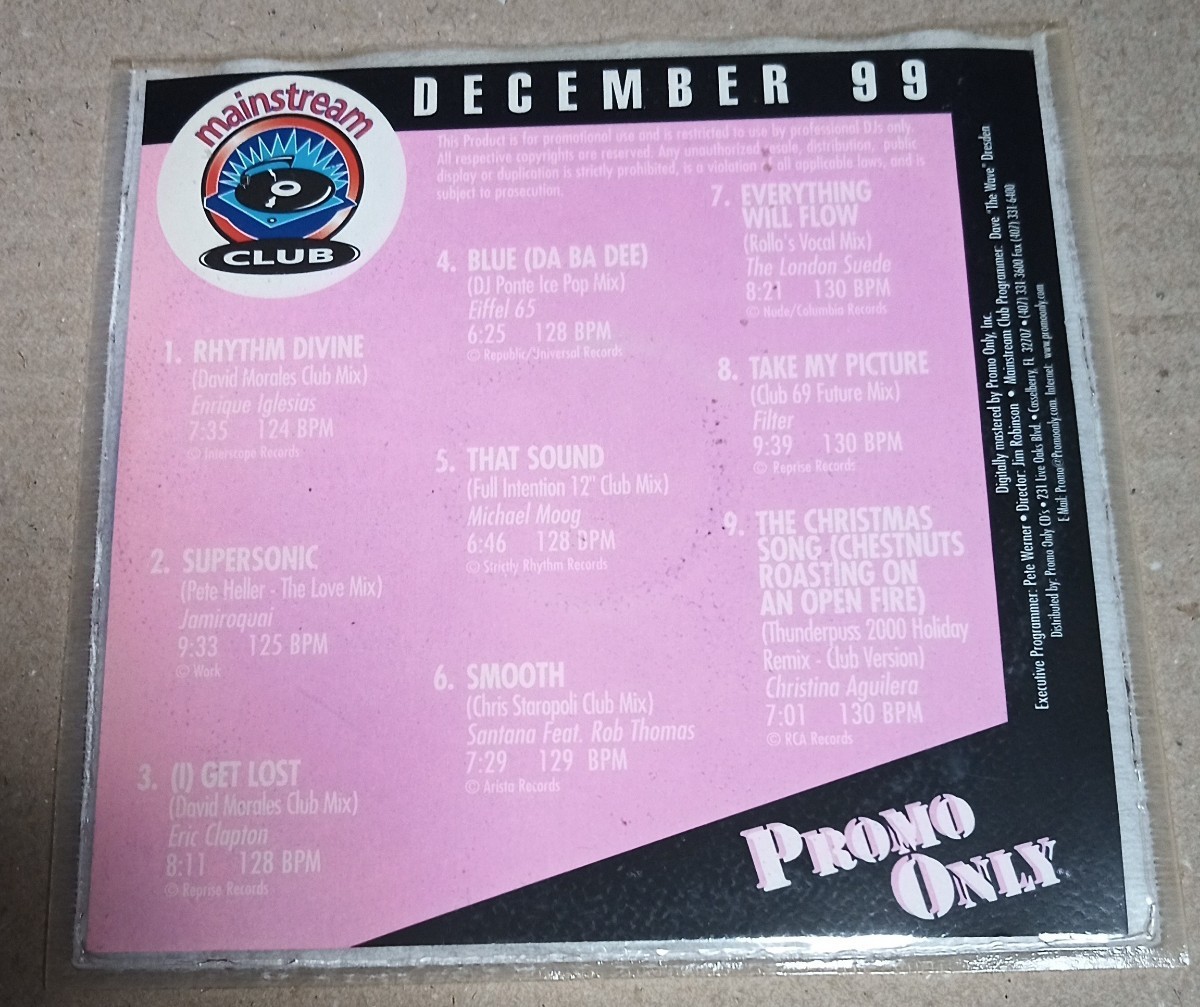 mainstream
CLUB
DECEMBER 99
This Product is for promotional use and is restricted to use by professional DJs only.
All respective copyrights are reserved. Any unauthorized resale, distribution, public
display or duplication is strictly prohibited, is a violation of all applicable laws, and is
subject to prosecution.
1. RHYTHM DIVINE
(David Morales Club Mix)
Enrique Iglesias
7:35 124 BPM
© Interscope Records
2. SUPERSONIC
(Pete Heller - The Love Mix)
Jamiroquai
9:33 125 BPM
© Work
3. (I) GET LOST
(David Morales Club Mix)
Eric Clapton
8:11 128 BPM
© Reprise Records
4. BLUE (DA BA DEE)
(DJ Ponte Ice Pop Mix)
Eiffel 65
6:25 128 BPM
© Republic/Universal Records
5. THAT SOUND
(Full Intention 12" Club Mix)
Michael Moog
6:46 128 BPM
© Strictly Rhythm Records
6. SMOOTH
(Chris Staropoli Club Mix)
Santana Feat. Rob Thomas
7:29 129 BPM
© Arista Records
7. EVERYTHING
WILL FLOW
(Rollo's Vocal Mix)
The London Suede
8:21 130 BPM
© Nude/Columbia Records
8. TAKE MY PICTURE
(Club 69 Future Mix)
Filter
9:39 130 BPM
© Reprise Records
9. THE CHRISTMAS
SONG (CHESTNUTS
ROASTING ON
AN OPEN FIRE)
(Thunderpuss 2000 Holiday
Remix - Club Version)
Christina Aguilera
7:01 130 BPM
© RCA Records
Digitally mastered by Promo Only, Inc.
Executive Programmer: Pete Werner • Director: Jim Robinson • Mainstream Club Programmer: Dave "The Wave" Dresden
Distributed by: Promo Only CD's • 231 Live Oaks Blvd. • Casselberry, FL 32707 • (407) 331-3600 Fax (407) 331-6400
E-Mail: Promo@Promoonly.com Internet: www.promoonly.com
PROMO
ONLY